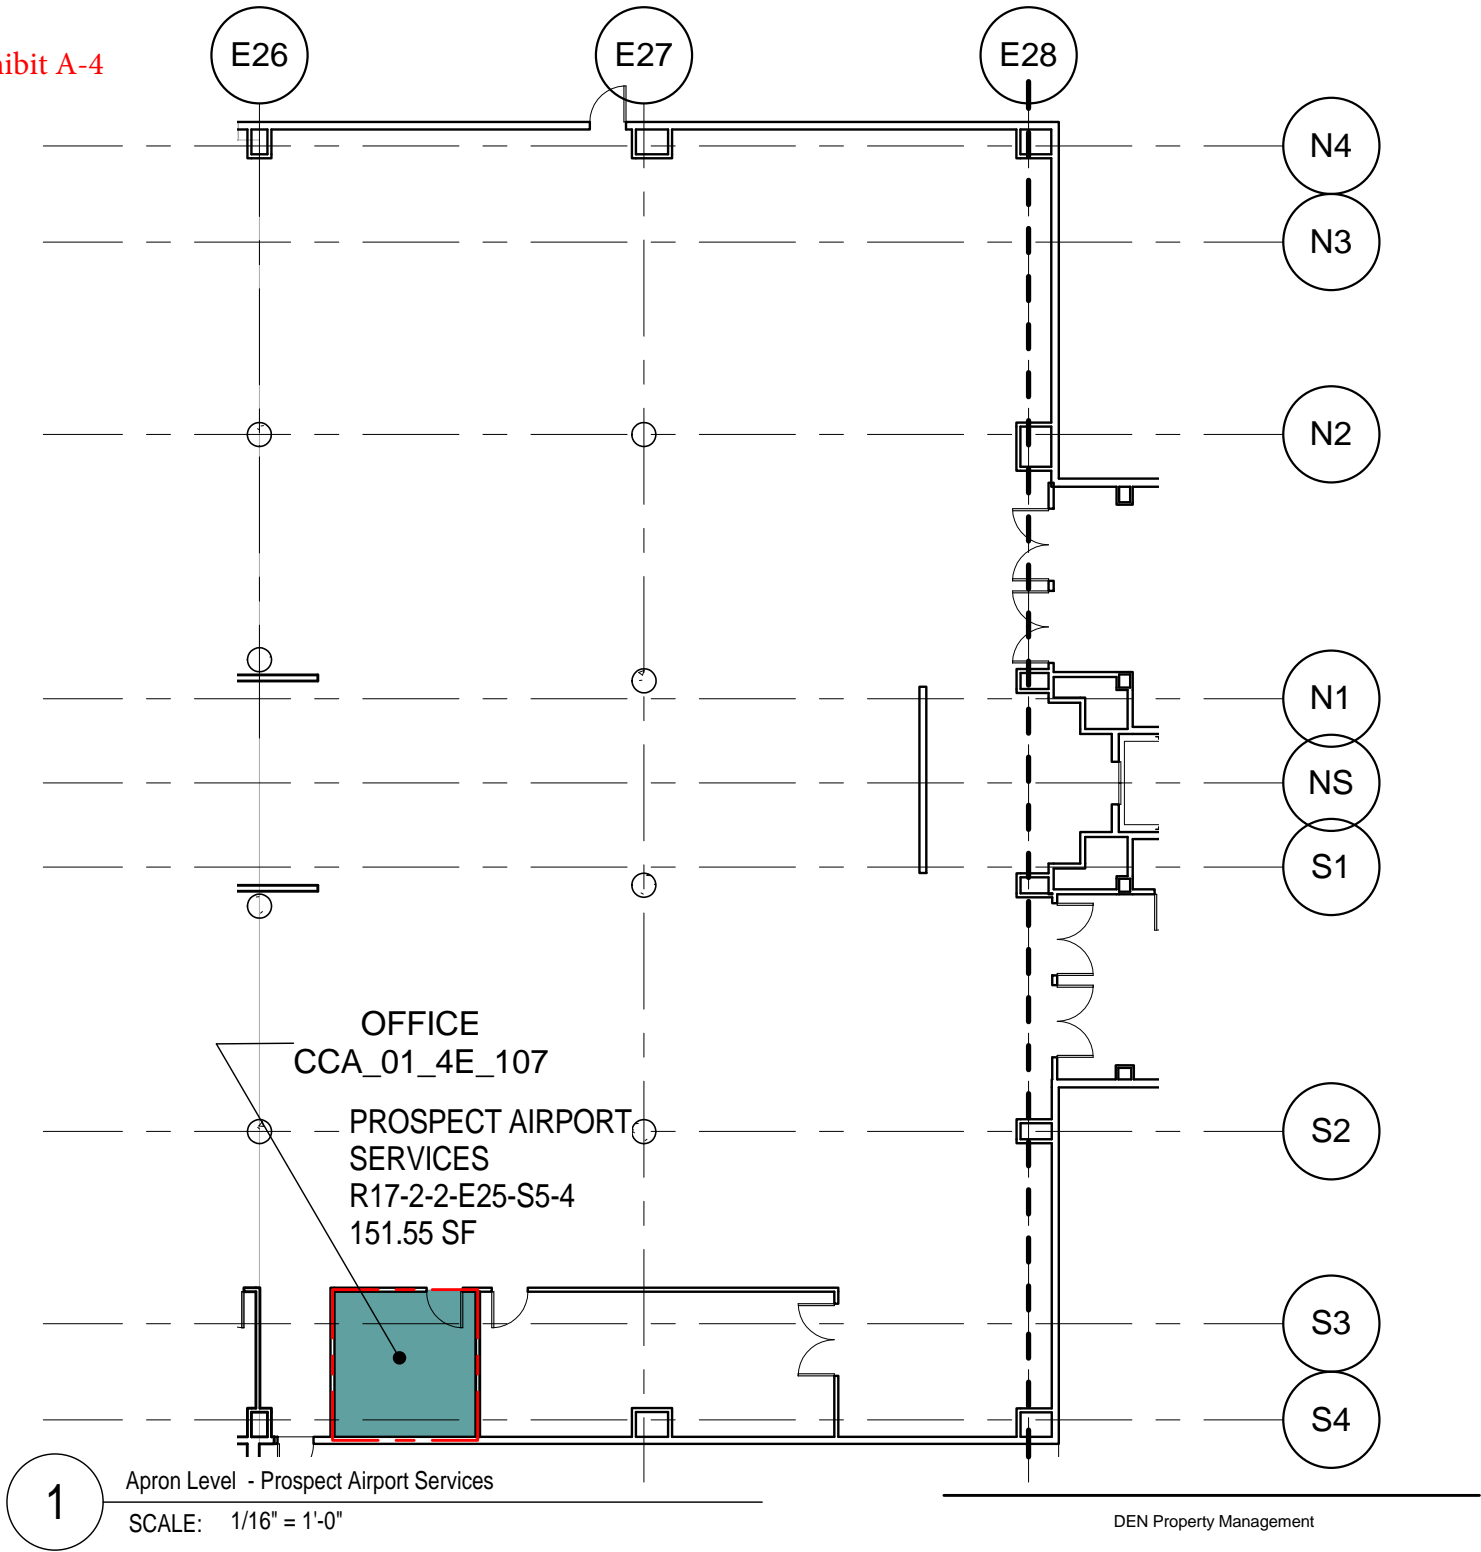 E26
E27
E28
ibit A-4
N4
N3
N2
N1
NS
S1
OFFICE
CCA_01_4E_107
PROSPECT AIRPORT
SERVICES
R17-2-2-E25-S5-4
151.55 SF
S2
S3
S4
1
Apron Level - Prospect Airport Services
SCALE: 1/16" = 1'-0"
DEN Property Management